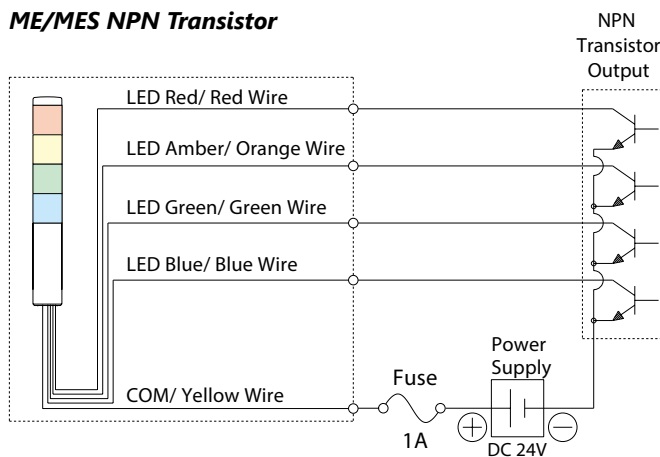 ME/MES NPN Transistor
NPN
Transistor
Output
LED Red/ Red Wire
LED Amber/ Orange Wire
LED Green/ Green Wire
LED Blue/ Blue Wire
COM/ Yellow Wire
Fuse
1A
Power
Supply
DC 24V